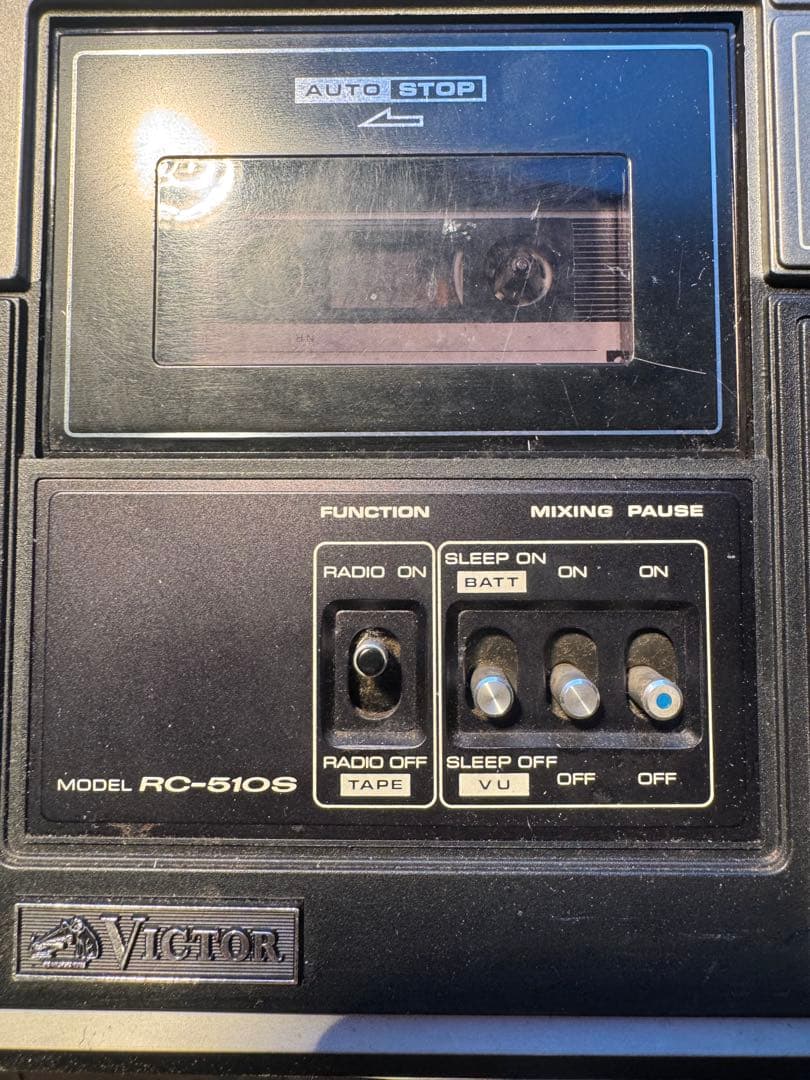 AUTO STOP
FUNCTION
MIXING PAUSE
RADIO ON
SLEEP ON
BATT
ON
ON
RADIO OFF
TAPE
SLEEP OFF
VU
OFF
OFF
MODEL RC-510S
VICTOR